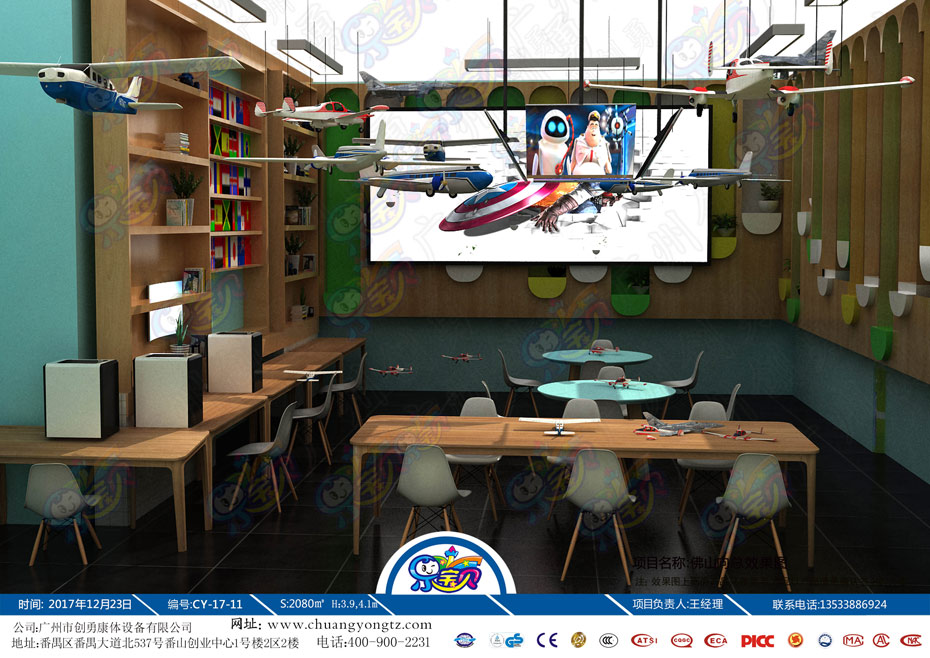 项目名称:佛山
效果图
乐宝贝
时间: 2017年12月23日
编号:CY-17-11
S:2080㎡ H:3.9,4.1m
项目负责人:王经理
联系电话:13533886924
公司:广州市创勇康体设备有限公司
网址: www.chuangyongtz.com
地址:番禺区番禺大道北537号番山创业中心1号楼2区2楼
电话:400-900-2231
CE
ATSI
CQGC
ECA
PICC
MA
CAL